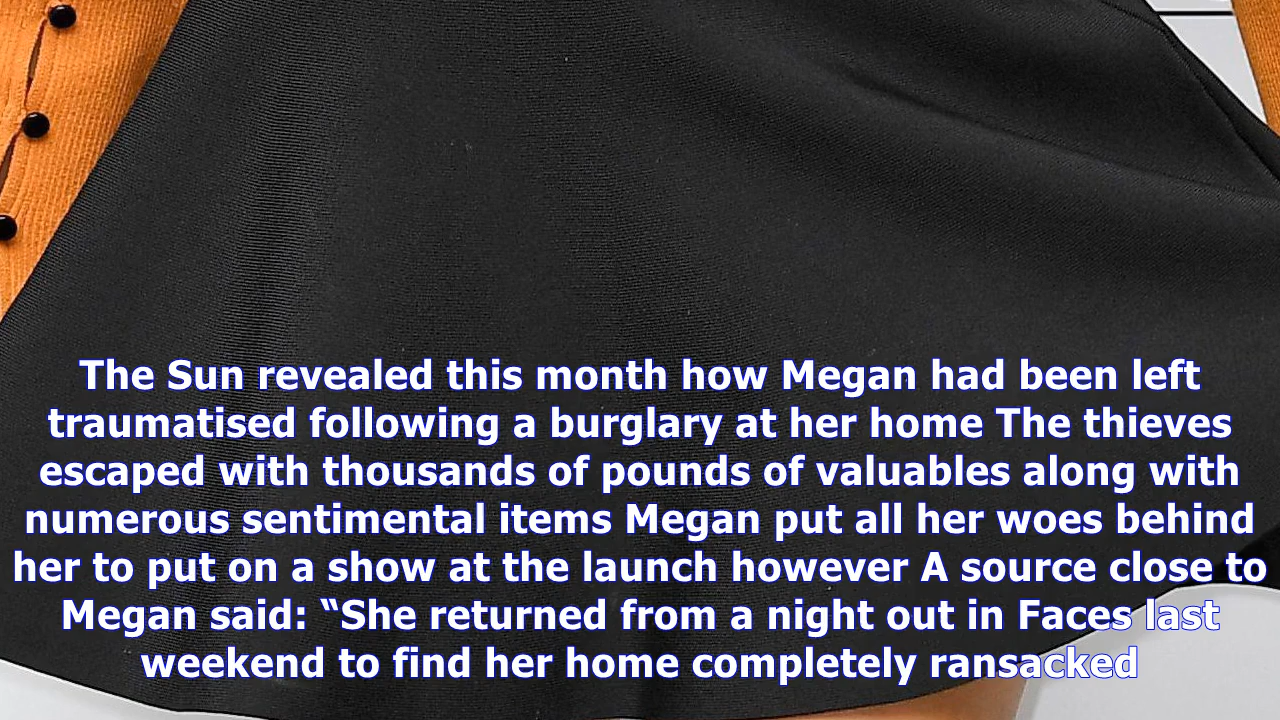 The Sun revealed this month how Megan had been left
traumatised following a burglary at her home The thieves
escaped with thousands of pounds of valuables along with
numerous sentimental items Megan put all her woes behind
her to put on a show at the launch however A source close to
Megan said: “She returned from a night out in Faces last
weekend to find her home completely ransacked